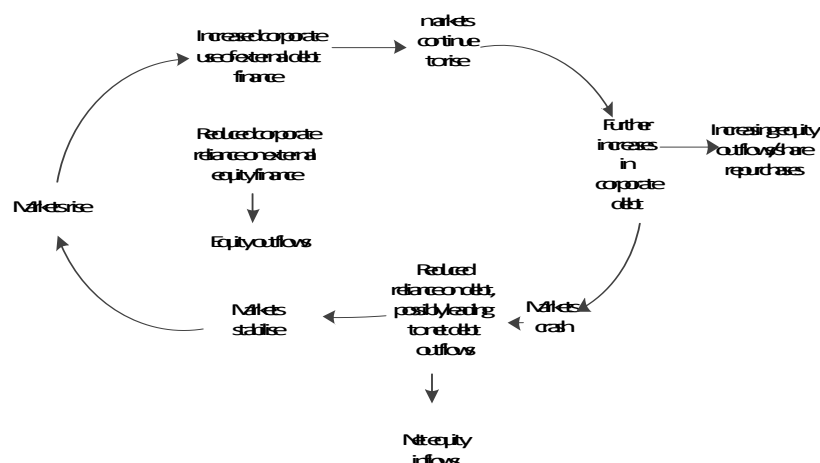 Increased corporate
use of external debt
finance
markets
continue
to rise
Reduced corporate
reliance on external
equity finance
Further
increases
in
corporate
debt
Increasing equity
outflows/share
repurchases
Markets rise
Equity outflows
Reduced
reliance on debt,
possibly leading
to net debt
outflows
Markets
stabilise
Markets
crash
Net equity
inflows